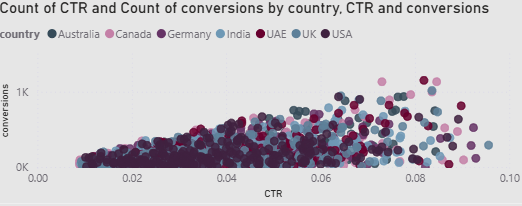 Count of CTR and Count of conversions by country, CTR and conversions
country Australia Canada Germany India UAE UK USA
conversions
1K
0K
0.00 0.02 0.04 0.06 0.08 0.10
CTR